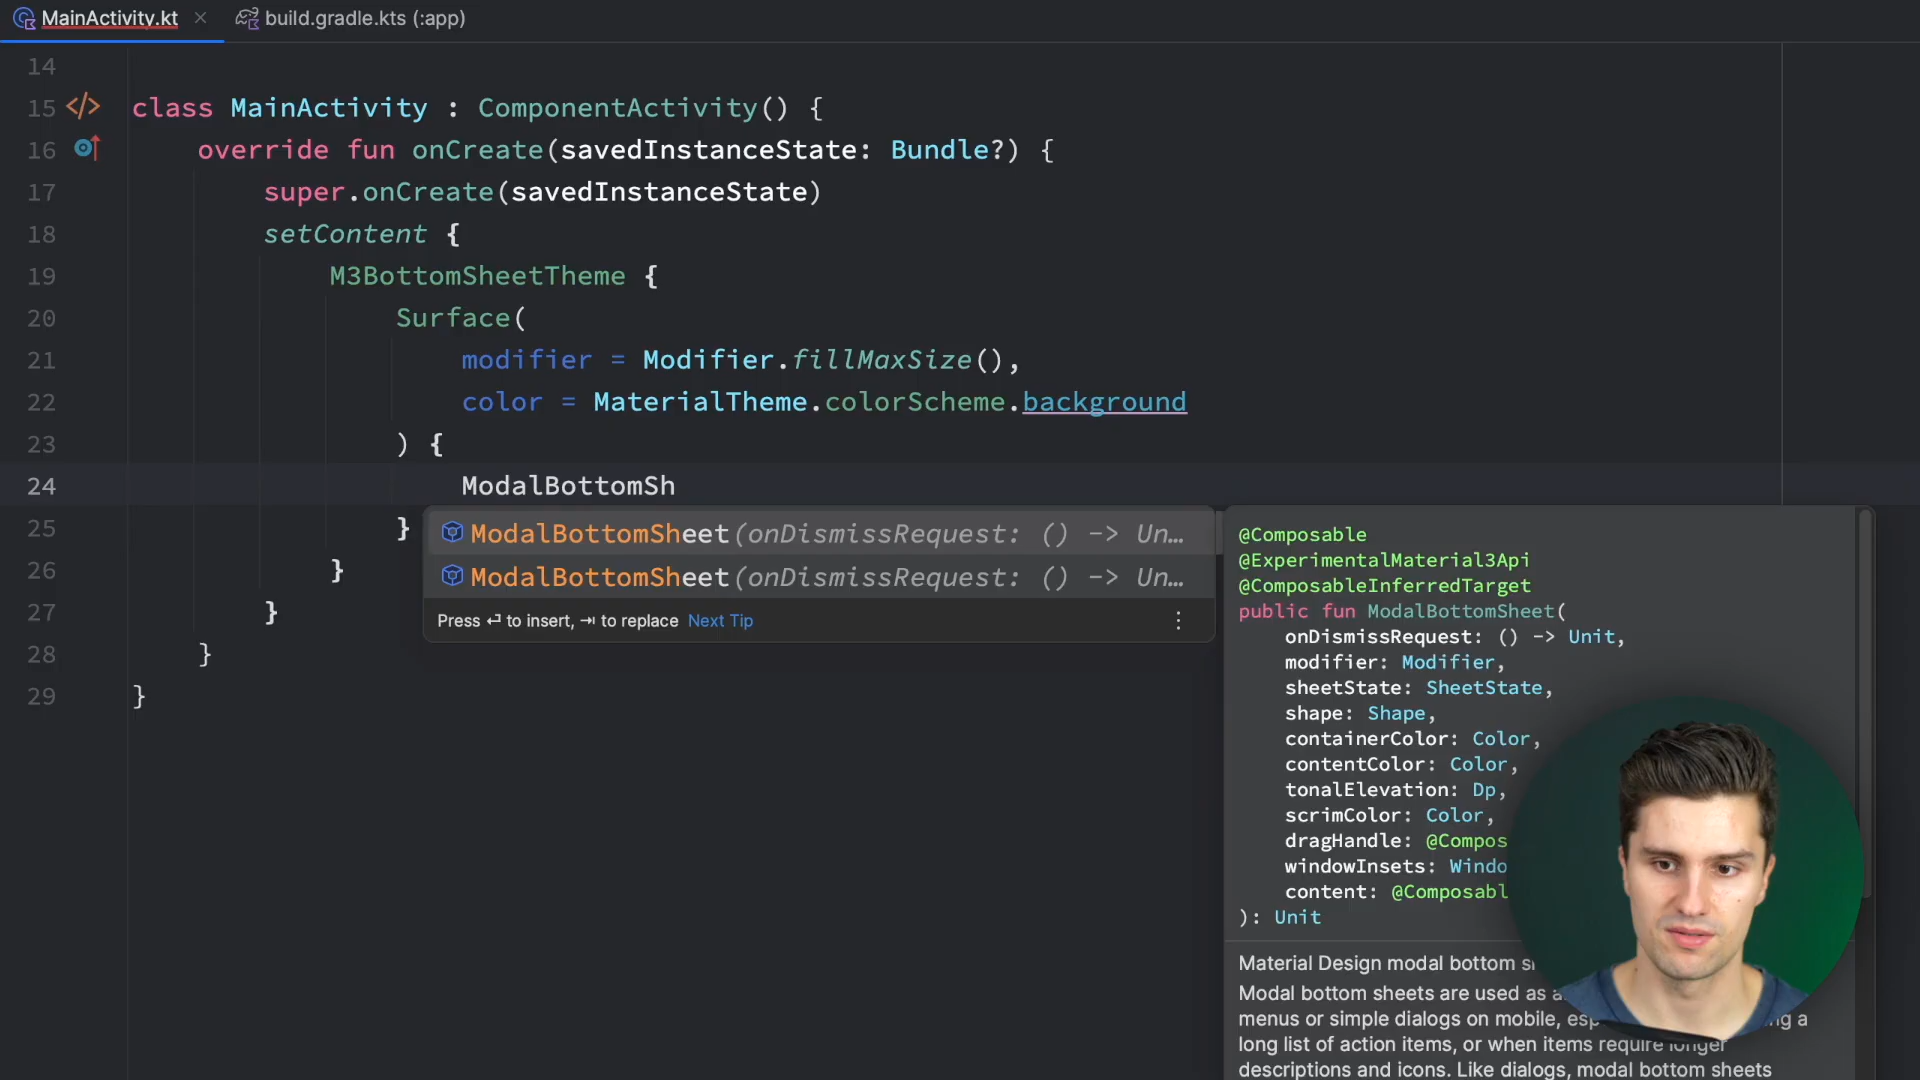 MainActivity.kt build.gradle.kts (:app)
14
15 </> class MainActivity : ComponentActivity() {
16 override fun onCreate(savedInstanceState: Bundle?) {
17 super.onCreate(savedInstanceState)
18 setContent {
19 M3BottomSheetTheme {
20 Surface(
21 modifier = Modifier.fillMaxSize(),
22 color = MaterialTheme.colorScheme.background
23 ) {
24 ModalBottomSh
25 }
26 }
27 }
28 }
29 }
ModalBottomSheet(onDismissRequest: () -> Un…
ModalBottomSheet(onDismissRequest: () -> Un…
Press ⏎ to insert, ⇥ to replace Next Tip
@Composable
@ExperimentalMaterial3Api
@ComposableInferredTarget
public fun ModalBottomSheet(
onDismissRequest: () -> Unit,
modifier: Modifier,
sheetState: SheetState,
shape: Shape,
containerColor: Color,
contentColor: Color,
tonalElevation: Dp,
scrimColor: Color,
dragHandle: @Compos
windowInsets: Windo
content: @Composabl
): Unit
Material Design modal bottom
Modal bottom sheets are used as a
menus or simple dialogs on mobile,
long list of action items, or when items require longer
descriptions and icons. Like dialogs, modal bottom sheets